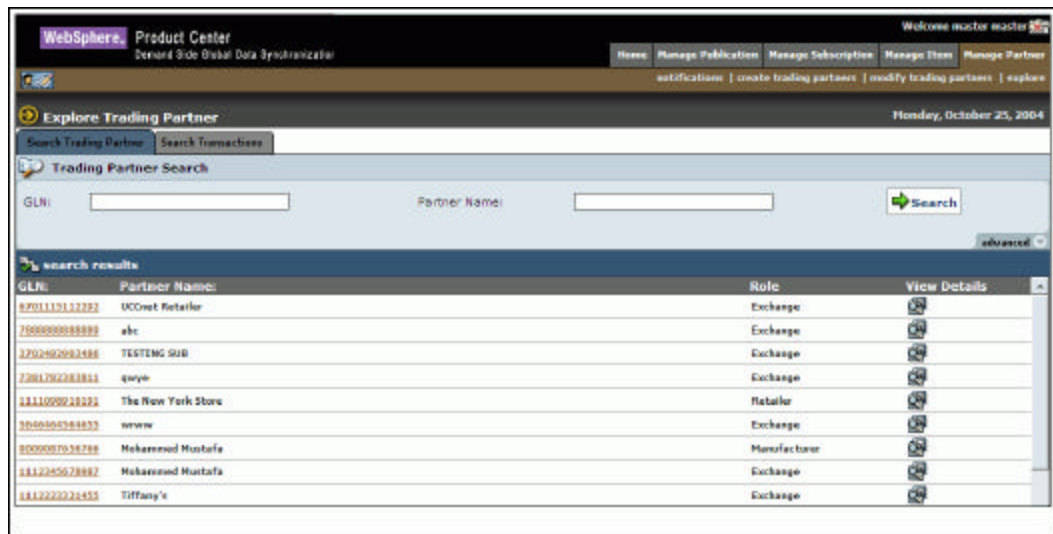 WebSphere. Product Center
Demand Side Global Data Synchronization
Welcome master master
Home Manage Publication Manage Subscription Manage Item Manage Partner
notifications | create trading partners | modify trading partners | explore
Explore Trading Partner
Monday, October 25, 2004
Search Trading Partner Search Transactions
Trading Partner Search
GLN: Partner Name: Search
advanced
search results
GLN: Partner Name: Role View Details
UCCnet Retailer Exchange
abc Exchange
TESTENG SUB Exchange
Exchange
The New York Store Retailer
Exchange
Mohammed Mustafa Manufacturer
Mohammed Mustafa Exchange
Tiffany's Exchange